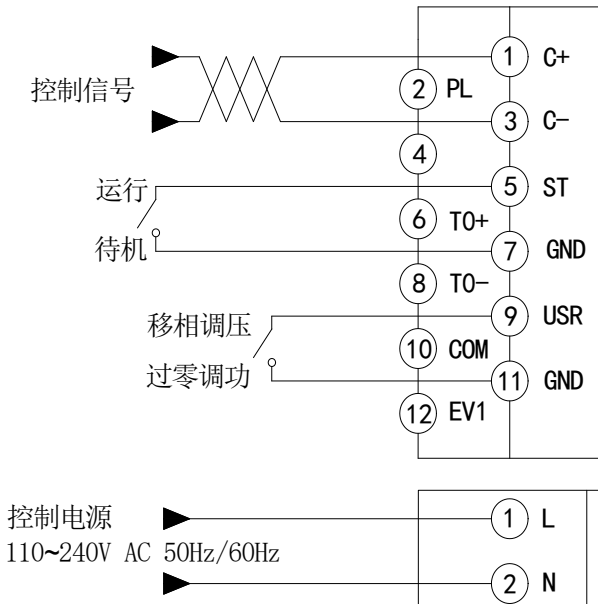 1 C+
控制信号
2 PL
3 C-
4
运行
5 ST
6 TO+
待机
7 GND
8 TO-
移相调压
9 USR
10 COM
过零调功
11 GND
12 EV1
控制电源
1 L
110~240V AC 50Hz/60Hz
2 N